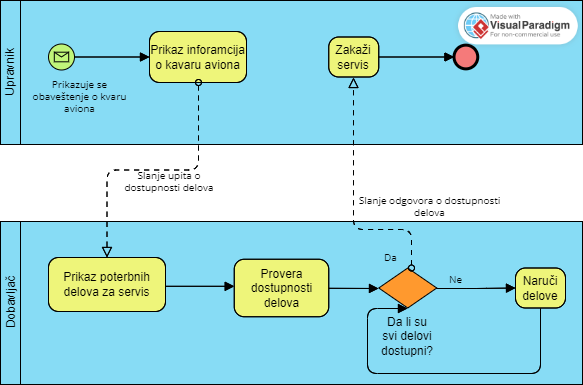 Upravnik
Prikazuje se
obaveštenje o kvaru
aviona
Prikaz inforamcija
o kavaru aviona
Zakaži
servis
Made with
VisualParadigm
For non-commercial use
Slanje upita o
dostupnosti delova
Slanje odgovora o dostupnosti
delova
Dobavljač
Prikaz poterbnih
delova za servis
Provera
dostupnosti
delova
Da
Da li su
svi delovi
dostupni?
Ne
Naruči
delove